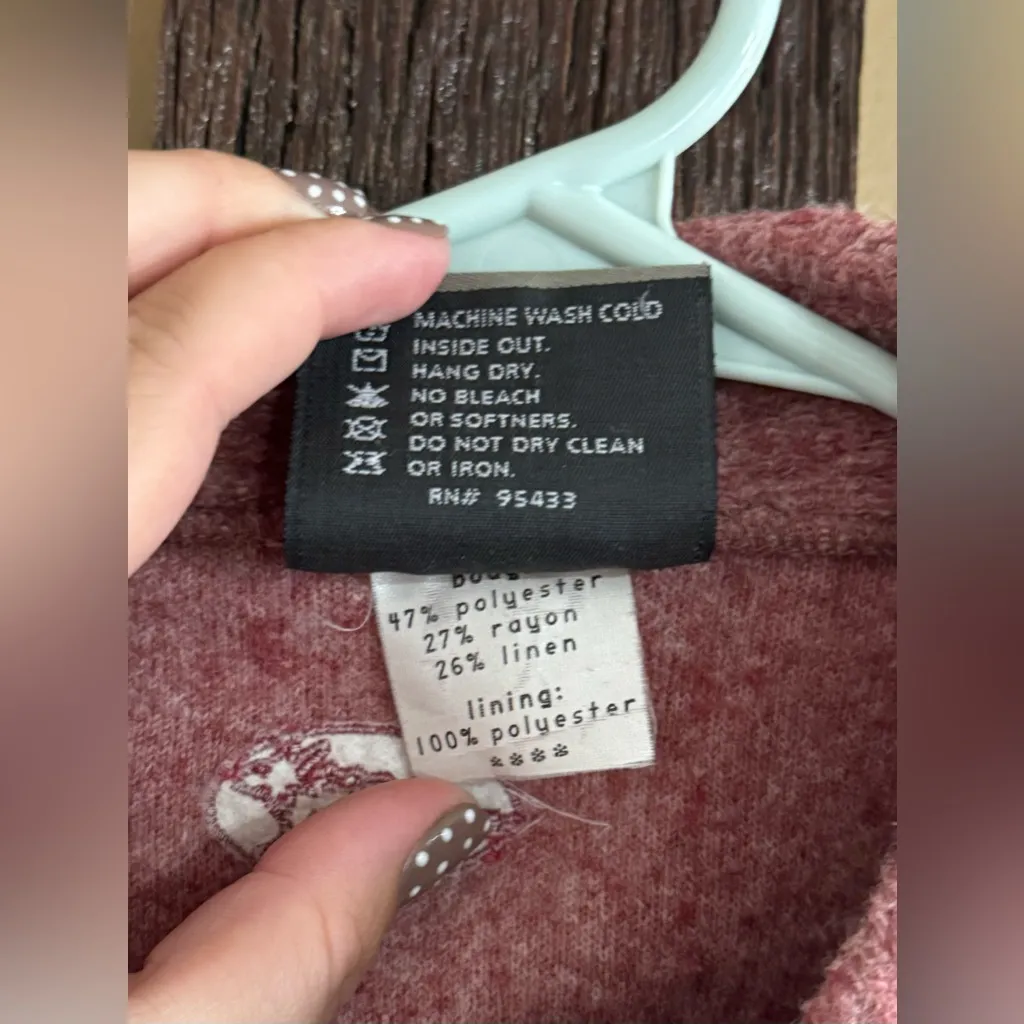 MACHINE WASH COLD
INSIDE OUT.
HANG DRY.
NO BLEACH
OR SOFTNERS.
DO NOT DRY CLEAN
OR IRON.
RN# 95433
47% polyester
27% rayon
26% linen
lining:
100% polyester
****